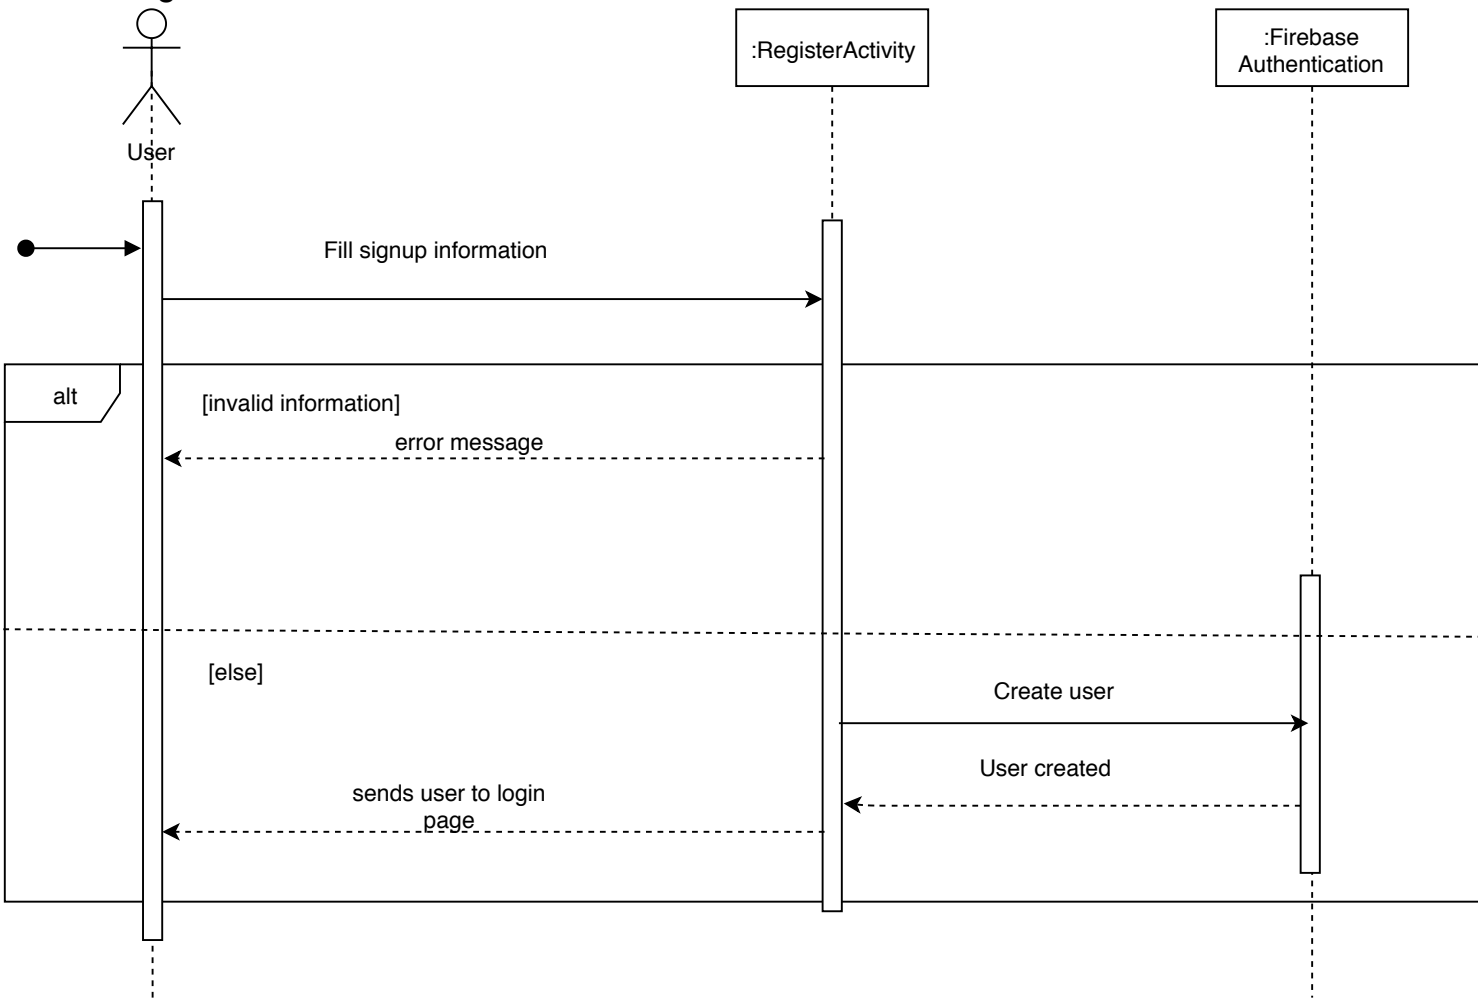 :RegisterActivity
:Firebase
Authentication
User
Fill signup information
alt
[invalid information]
error message
[else]
Create user
User created
sends user to login
page